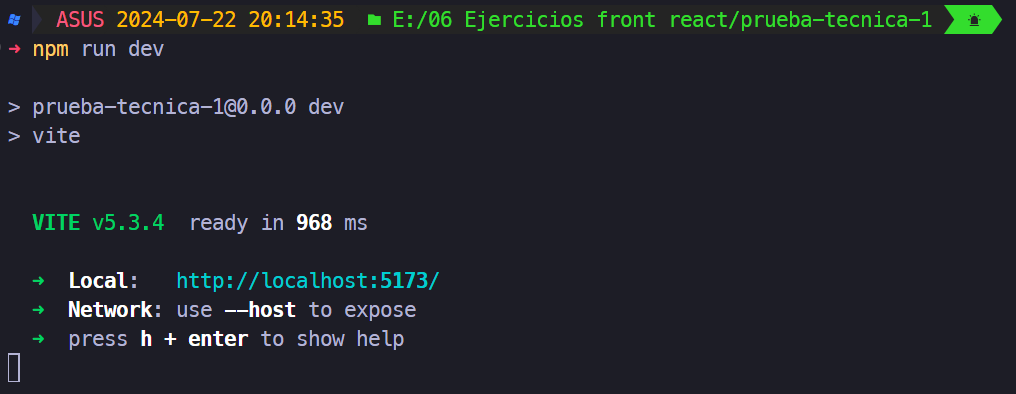 ASUS 2024-07-22 20:14:35 E:/06 Ejercicios front react/prueba-tecnica-1
➜ npm run dev
> prueba-tecnica-1@0.0.0 dev
> vite
VITE v5.3.4 ready in 968 ms
➜ Local: http://localhost:5173/
➜ Network: use --host to expose
➜ press h + enter to show help